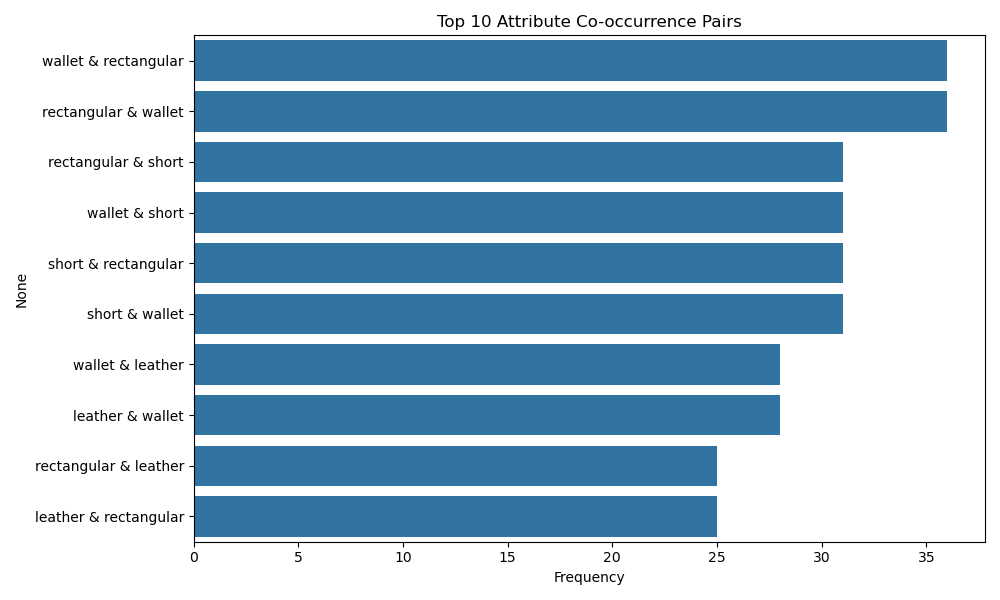 Top 10 Attribute Co-occurrence Pairs
wallet & rectangular
rectangular & wallet
rectangular & short
wallet & short
short & rectangular
short & wallet
wallet & leather
leather & wallet
rectangular & leather
leather & rectangular
None
0 5 10 15 20 25 30 35
Frequency